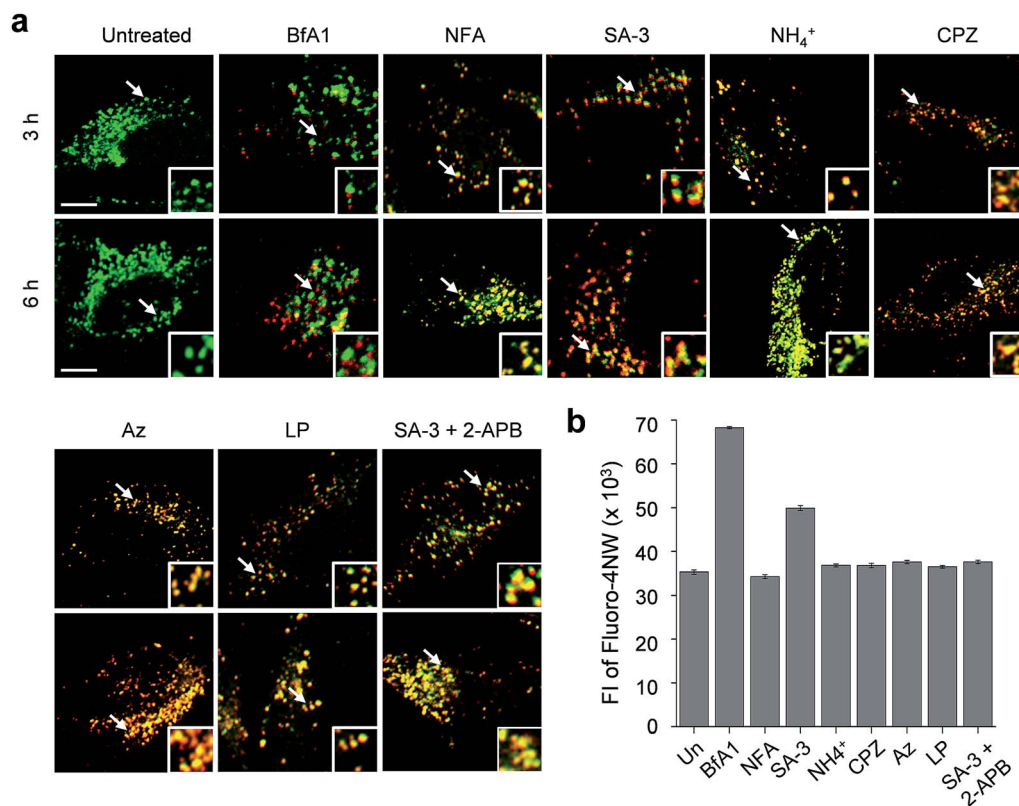 a
Untreated BfA1 NFA SA-3 NH₄⁺ CPZ
3 h
6 h
Az LP SA-3 + 2-APB
b
FI of Fluoro-4NW (x 10³)
70
60
50
40
30
20
10
0
Un BfA1 NFA SA-3 NH4⁺ CPZ Az LP SA-3 +
2-APB